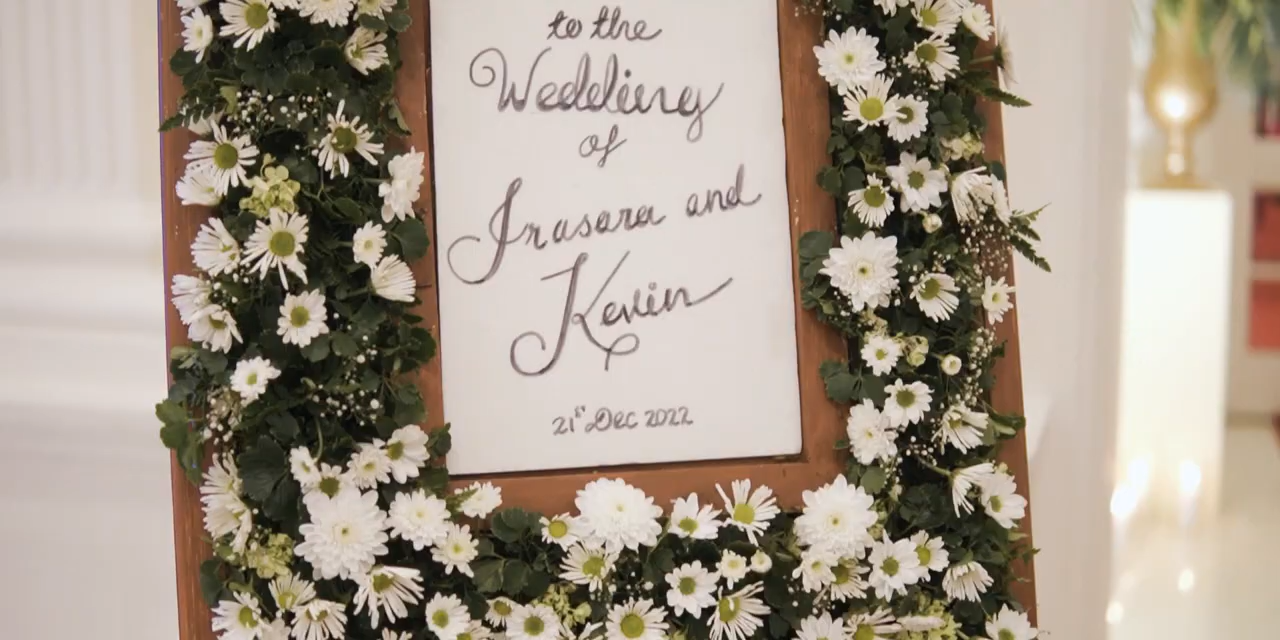 to the
Wedding
of
Irasara and
Kevin
21st Dec 2022